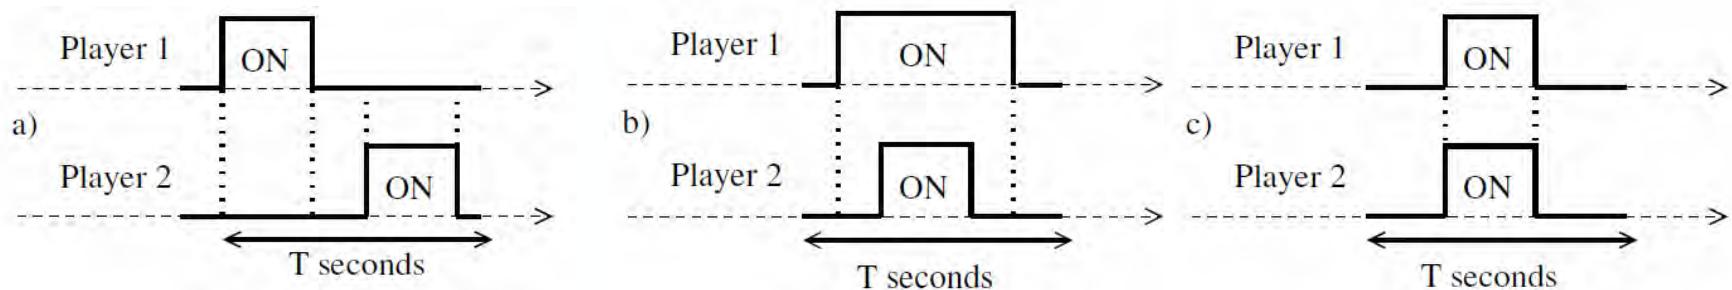 a)
Player 1
ON
Player 2
ON
T seconds
b)
Player 1
ON
Player 2
ON
T seconds
c)
Player 1
ON
Player 2
ON
T seconds